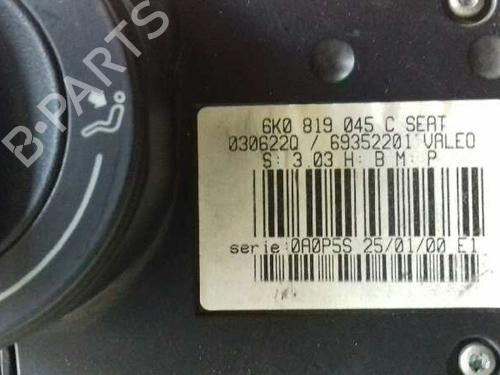 6K0 819 045 C SEAT
030622Q / 69352201 VALEO
S: 3.03 H: B M: P
serie:0A0P5S 25/01/00 E1
B-PARTS